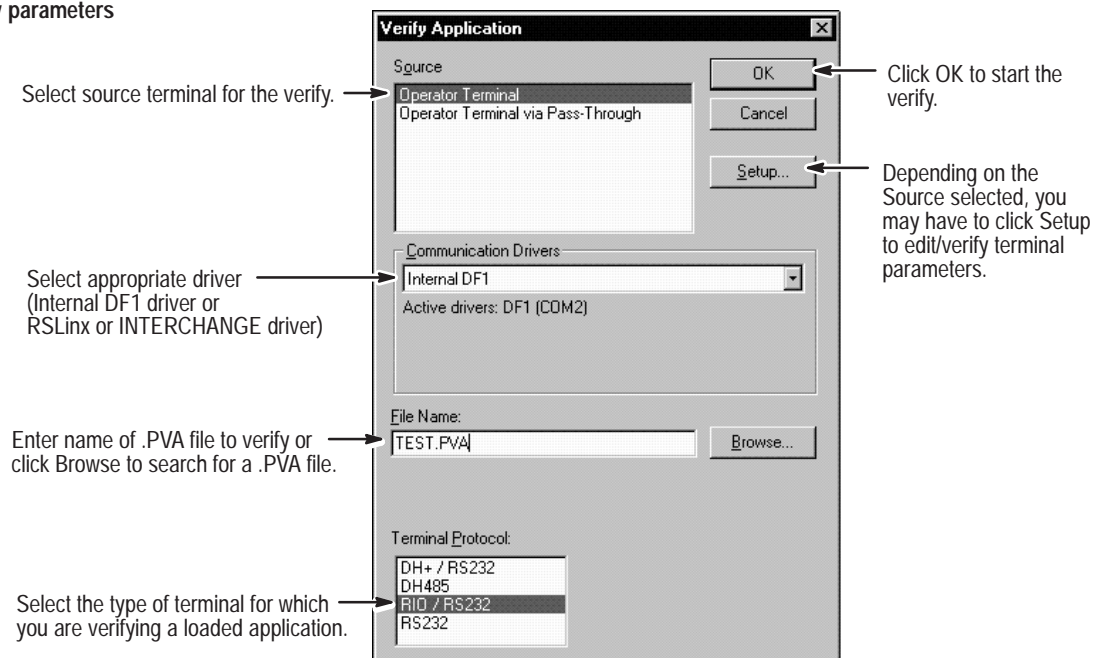 parameters
Verify Application
Source
OK
Click OK to start the
verify.
Select source terminal for the verify.
Operator Terminal
Operator Terminal via Pass-Through
Cancel
Setup...
Depending on the
Source selected, you
may have to click Setup
to edit/verify terminal
parameters.
Communication Drivers
Select appropriate driver
(Internal DF1 driver or
RSLinx or INTERCHANGE driver)
Internal DF1
Active drivers: DF1 (COM2)
File Name:
Enter name of .PVA file to verify or
click Browse to search for a .PVA file.
TEST.PVA
Browse...
Terminal Protocol:
DH+ / RS232
DH485
RIO / RS232
RS232
Select the type of terminal for which
you are verifying a loaded application.